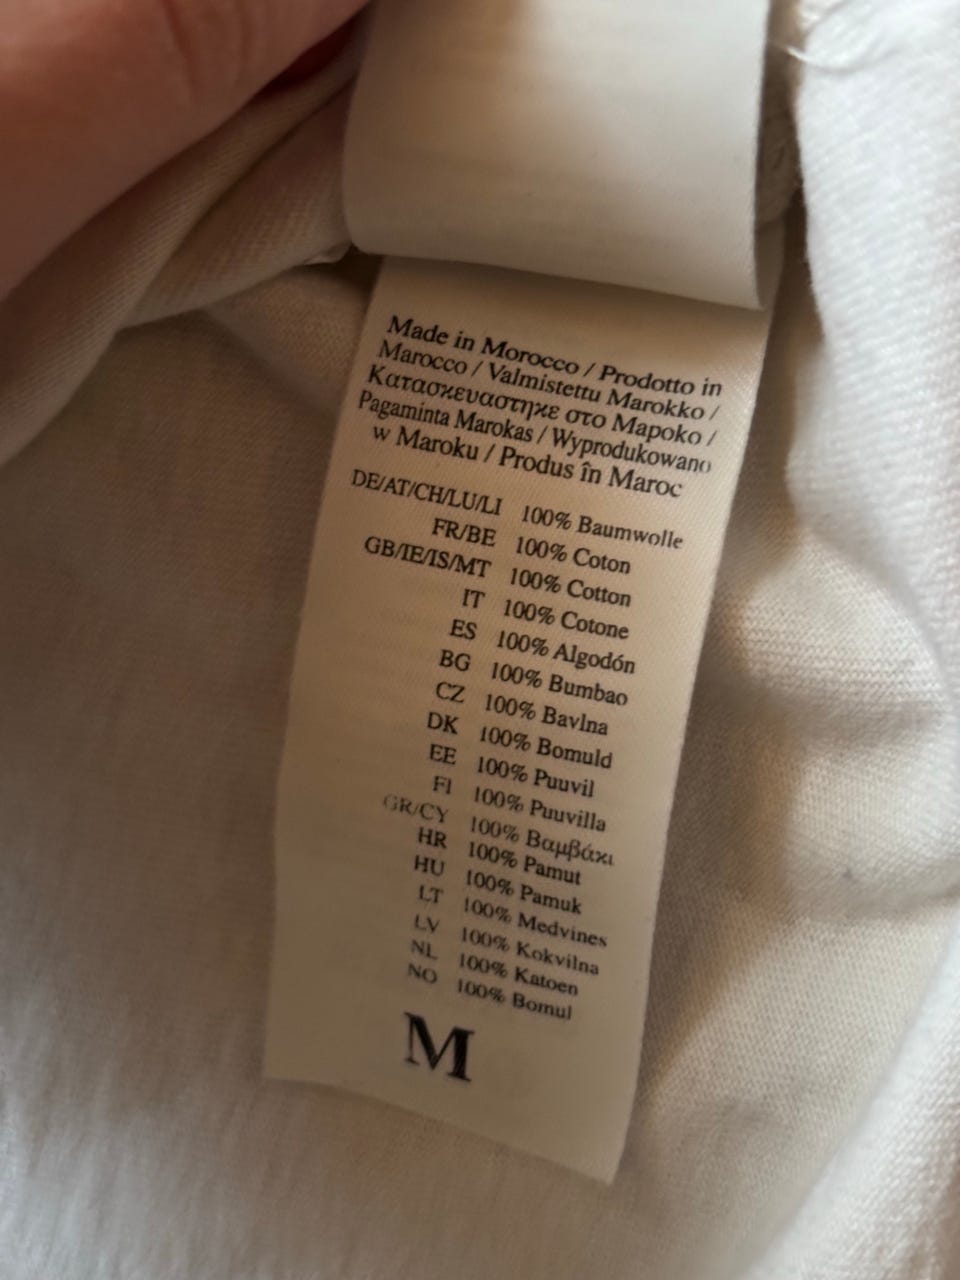 Made in Morocco / Prodotto in
Marocco / Valmistettu Marokko /
Κατασκευαστηκε στο Μαροκο /
Pagaminta Marokas / Wyprodukowano
w Maroku / Produs în Maroc
DE/AT/CH/LU/LI 100% Baumwolle
FR/BE 100% Coton
GB/IE/IS/MT 100% Cotton
IT 100% Cotone
ES 100% Algodón
BG 100% Bumbao
CZ 100% Bavlna
DK 100% Bomuld
EE 100% Puuvil
FI 100% Puuvilla
GR/CY 100% Βαμβάκι
HR 100% Pamut
HU 100% Pamuk
LT 100% Medvines
LV 100% Kokvilna
NL 100% Katoen
NO 100% Bomul
M